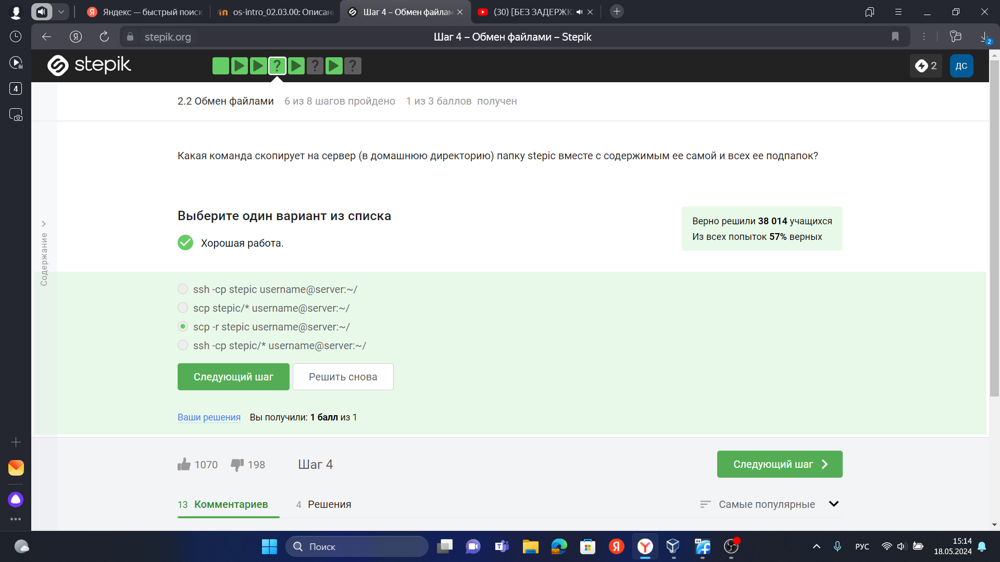 Яндекс — быстрый поиск
os-intro_02.03.00: Описан
Шаг 4 – Обмен файлам
(30) [БЕЗ ЗАДЕРЖК
stepik.org
Шаг 4 – Обмен файлами – Stepik
2
4
stepik
2
ДС
2.2 Обмен файлами 6 из 8 шагов пройдено 1 из 3 баллов получен
Содержание
Какая команда скопирует на сервер (в домашнюю директорию) папку stepic вместе с содержимым ее самой и всех ее подпапок?
Выберите один вариант из списка
Хорошая работа.
Верно решили 38 014 учащихся
Из всех попыток 57% верных
ssh -cp stepic username@server:~/
scp stepic/* username@server:~/
scp -r stepic username@server:~/
ssh -cp stepic/* username@server:~/
Следующий шаг
Решить снова
Ваши решения Вы получили: 1 балл из 1
1070
198
Шаг 4
Следующий шаг
13 Комментариев
4 Решения
Самые популярные
Поиск
РУС
15:14
18.05.2024